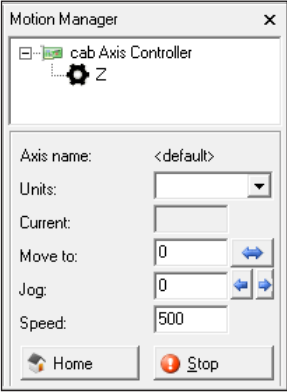 Motion Manager
cab Axis Controller
Z
Axis name: <default>
Units:
Current:
Move to: 0
Jog: 0
Speed: 500
Home Stop